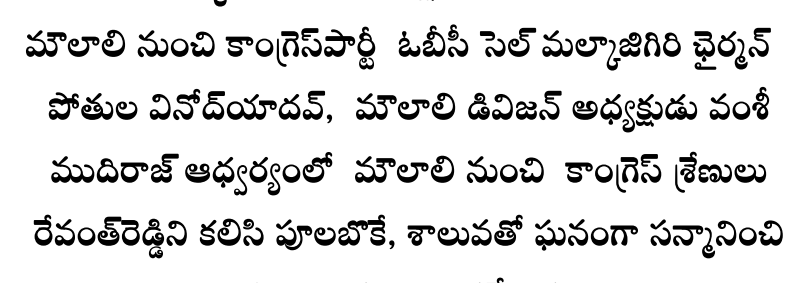 మౌలాలి నుంచి కాంగ్రెస్‌పార్టీ ఓబీసీ సెల్ మల్కాజిగిరి ఛైర్మన్
పోతుల వినోద్‌యాదవ్, మౌలాలి డివిజన్ అధ్యక్షుడు వంశీ
ముదిరాజ్ ఆధ్వర్యంలో మౌలాలి నుంచి కాంగ్రెస్ శ్రేణులు
రేవంత్‌రెడ్డిని కలిసి పూలబొకే, శాలువతో ఘనంగా సన్మానించి